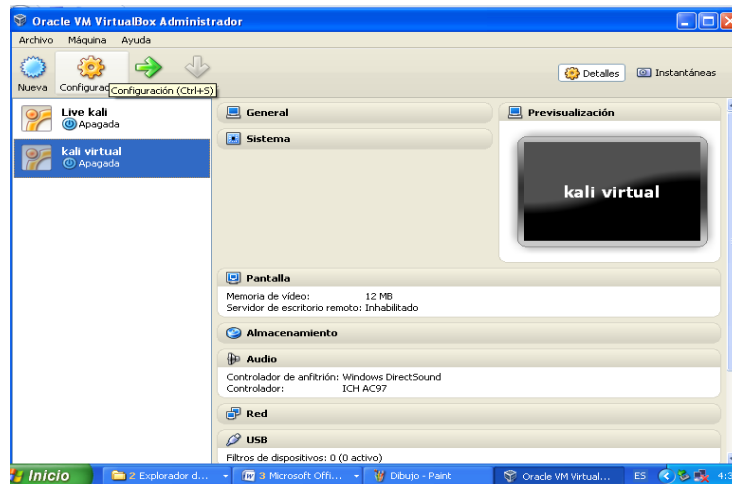 Oracle VM VirtualBox Administrador
Archivo Máquina Ayuda
Nueva Configurac
Configuración (Ctrl+S)
Detalles Instantáneas
Live kali
Apagada
kali virtual
Apagada
General
Sistema
Previsualización
kali virtual
Pantalla
Memoria de vídeo: 12 MB
Servidor de escritorio remoto: Inhabilitado
Almacenamiento
Audio
Controlador de anfitrión: Windows DirectSound
Controlador: ICH AC97
Red
USB
Filtros de dispositivos: 0 (0 activo)
Inicio 2 Explorador d... 3 Microsoft Offi... Dibujo - Paint Oracle VM Virtual... ES 4:3